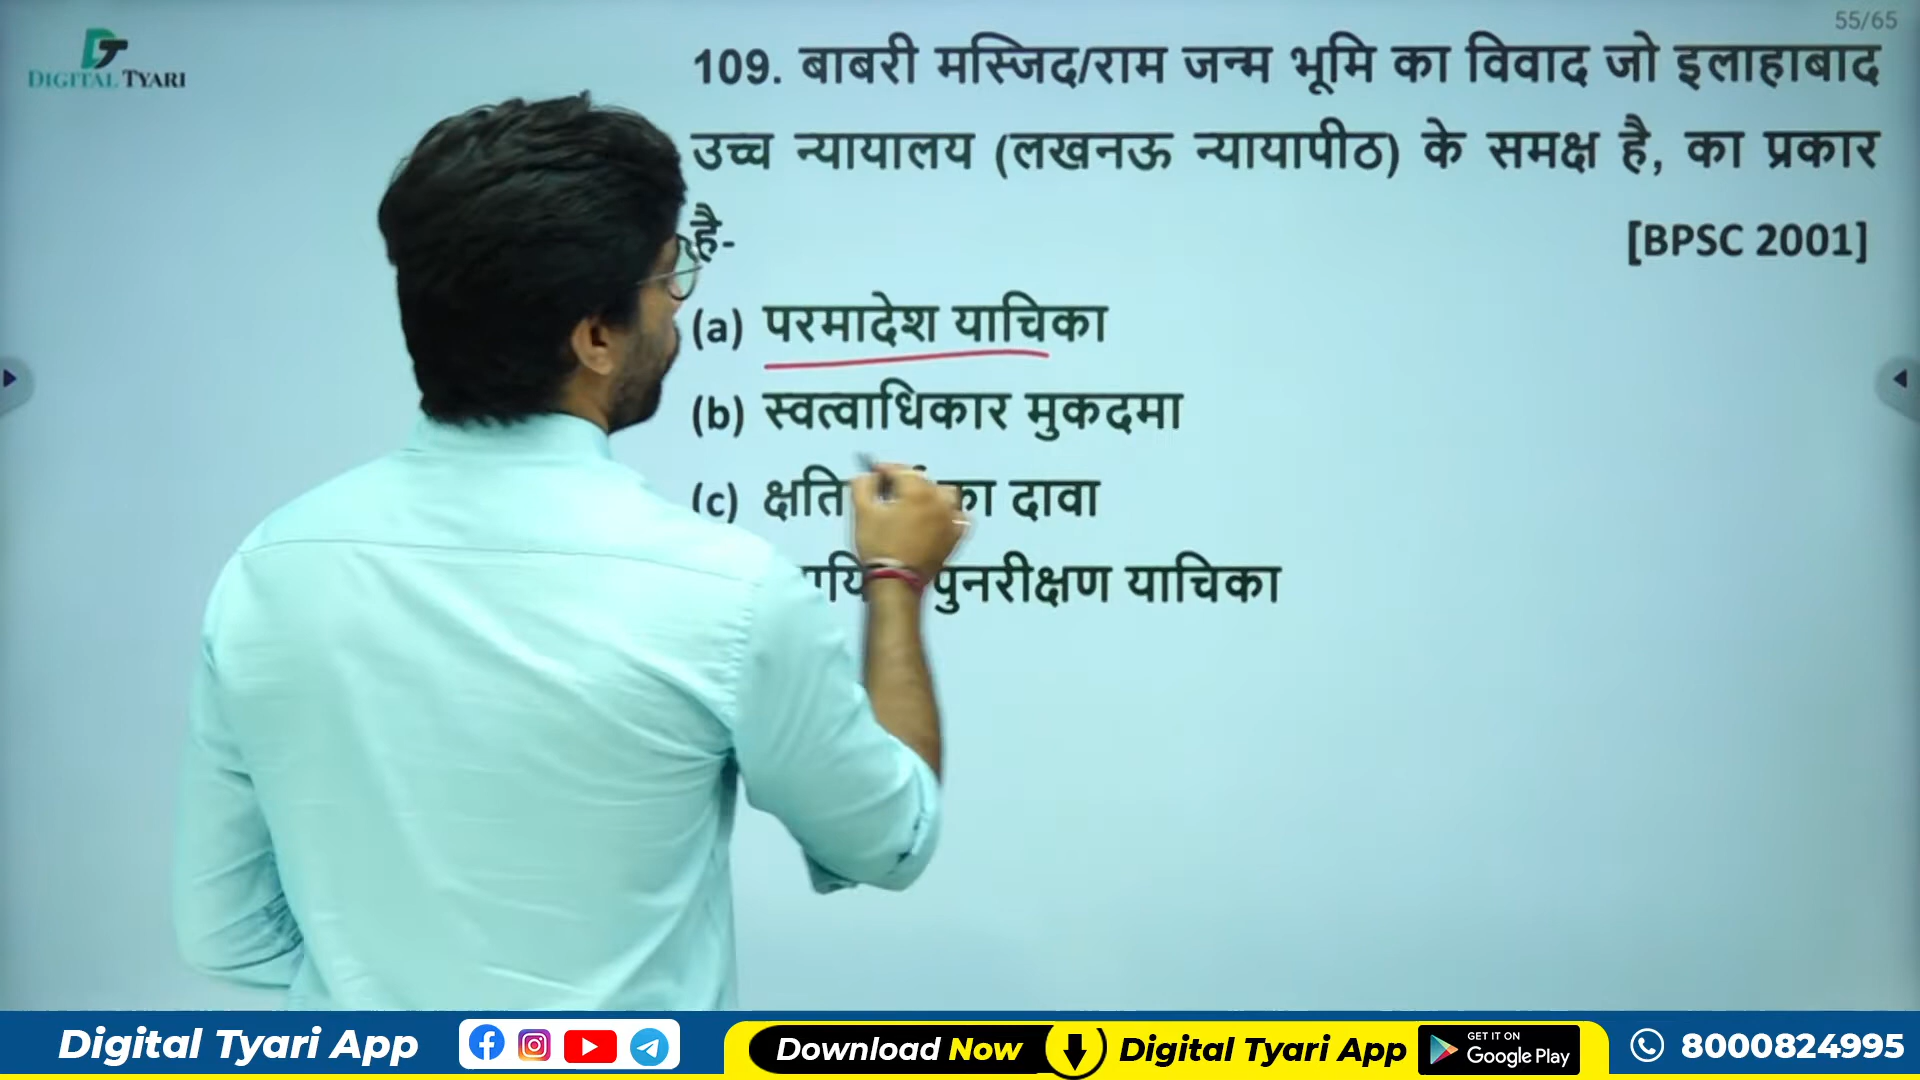 55/65
DIGITAL TYARI
109. बाबरी मस्जिद/राम जन्म भूमि का विवाद जो इलाहाबाद
उच्च न्यायालय (लखनऊ न्यायापीठ) के समक्ष है, का प्रकार
है- [BPSC 2001]
(a) परमादेश याचिका
(b) स्वत्वाधिकार मुकदमा
(c) का दावा
पुनरीक्षण याचिका
Digital Tyari App Download Now Digital Tyari App GET IT ON Google Play 8000824995